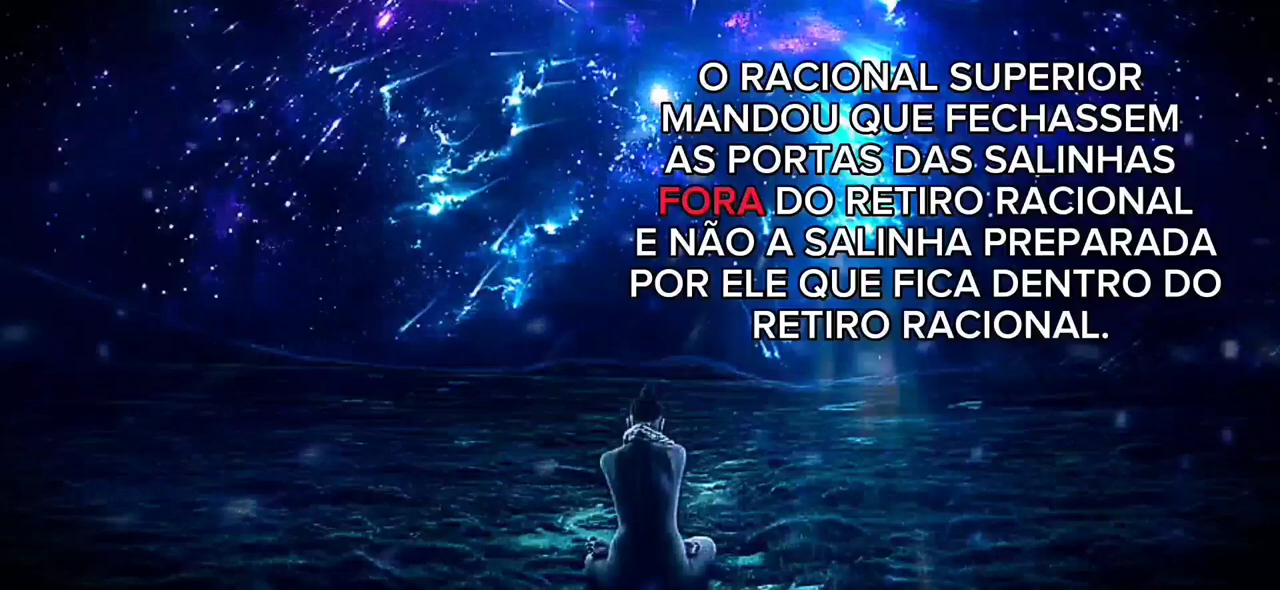 O RACIONAL SUPERIOR
MANDOU QUE FECHASSEM
AS PORTAS DAS SALINHAS
FORA DO RETIRO RACIONAL
E NÃO A SALINHA PREPARADA
POR ELE QUE FICA DENTRO DO
RETIRO RACIONAL.